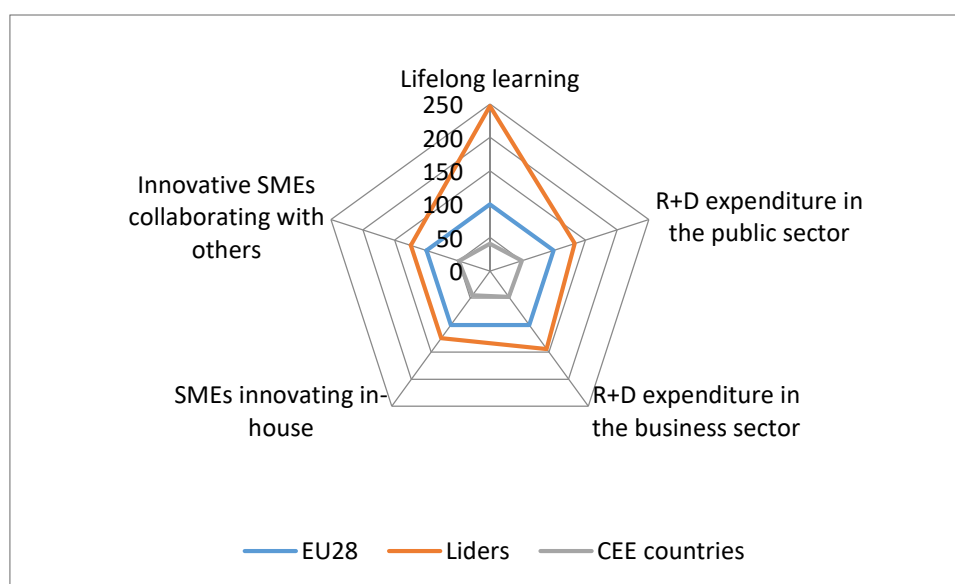 Lifelong learning
250
200
150
100
50
0
R+D expenditure in
the public sector
R+D expenditure in
the business sector
SMEs innovating in-
house
Innovative SMEs
collaborating with
others
EU28
Liders
CEE countries